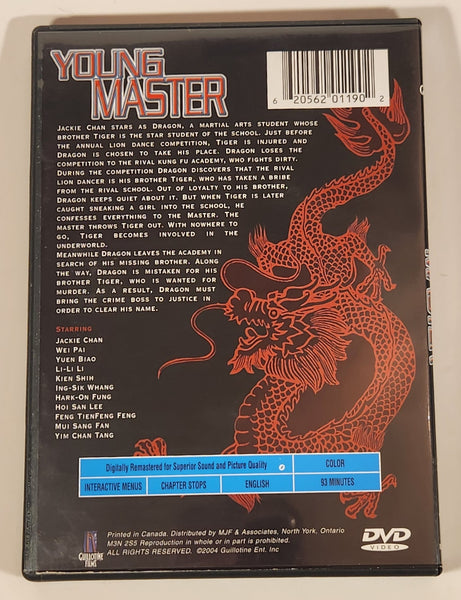 YOUNG
MASTER
6 20562 01190 2
JACKIE CHAN STARS AS DRAGON, A MARTIAL ARTS STUDENT WHOSE
BROTHER TIGER IS THE STAR STUDENT OF THE SCHOOL. JUST BEFORE
THE ANNUAL LION DANCE COMPETITION, TIGER IS INJURED AND
DRAGON IS CHOSEN TO TAKE HIS PLACE. DRAGON LOSES THE
COMPETITION TO THE RIVAL KUNG FU ACADEMY, WHO FIGHTS DIRTY.
DURING THE COMPETITION DRAGON DISCOVERS THAT THE RIVAL
LION DANCER IS HIS BROTHER TIGER, WHO HAS TAKEN A BRIBE
FROM THE RIVAL SCHOOL. OUT OF LOYALTY TO HIS BROTHER,
DRAGON KEEPS QUIET ABOUT IT. BUT WHEN TIGER IS LATER
CAUGHT SNEAKING A GIRL INTO THE SCHOOL, HE
CONFESSES EVERYTHING TO THE MASTER. THE
MASTER THROWS TIGER OUT. WITH NOWHERE TO
GO, TIGER BECOMES INVOLVED IN THE
UNDERWORLD.
MEANWHILE DRAGON LEAVES THE ACADEMY IN
SEARCH OF HIS MISSING BROTHER. ALONG
THE WAY, DRAGON IS MISTAKEN FOR HIS
BROTHER TIGER, WHO IS WANTED FOR
MURDER. AS A RESULT, DRAGON MUST
BRING THE CRIME BOSS TO JUSTICE IN
ORDER TO CLEAR HIS NAME.
STARRING
JACKIE CHAN
WEI PAI
YUEN BIAO
LI-LI LI
KIEN SHIH
ING-SIK WHANG
HARK-ON FUNG
HOI SAN LEE
FENG TIENFENG FENG
MUI SANG FAN
YIM CHAN TANG
Digitally Remastered for Superior Sound and Picture Quality
COLOR
INTERACTIVE MENUS
CHAPTER STOPS
ENGLISH
93 MINUTES
Printed in Canada. Distributed by MJF & Associates, North York, Ontario
M3N 2S5 Reproduction in whole or in part is prohibited.
ALL RIGHTS RESERVED. ©2004 Guillotine Ent. Inc
GUILLOTINE
FILMS
DVD
VIDEO